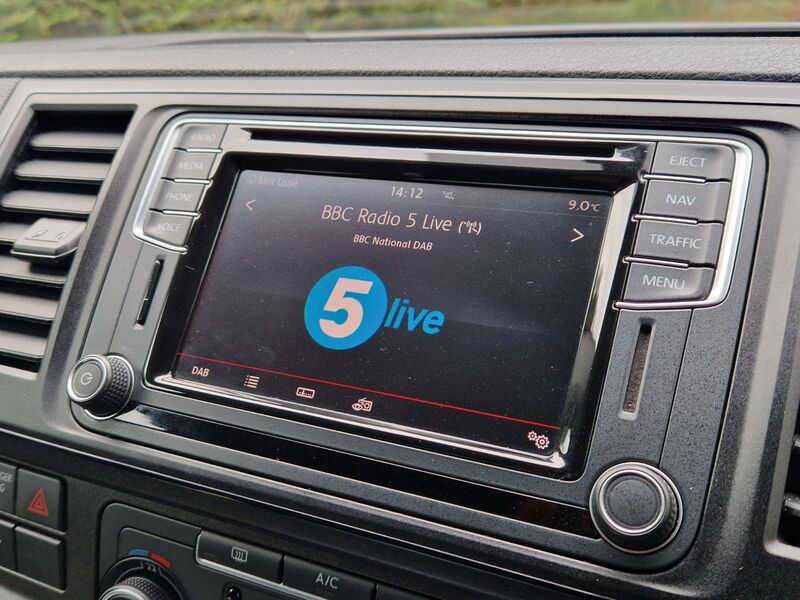 RADIO
MEDIA
PHONE
VOICE
EJECT
NAV
TRAFFIC
MENU
Mill Lane
14:12
9.0°C
< BBC Radio 5 Live >
BBC National DAB
5 live
DAB
22
A/C